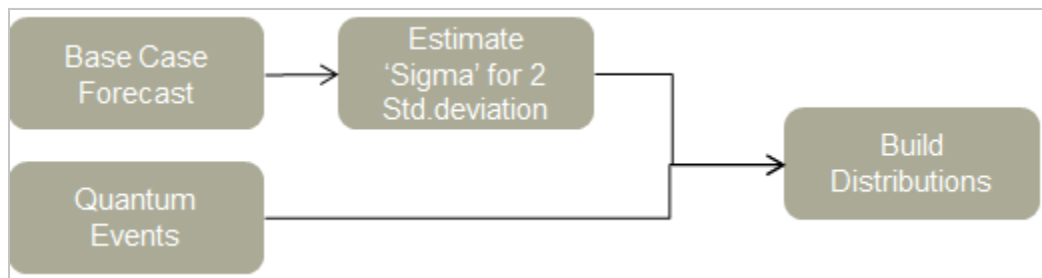 Base Case
Forecast
Estimate
‘Sigma’ for 2
Std.deviation
Quantum
Events
Build
Distributions